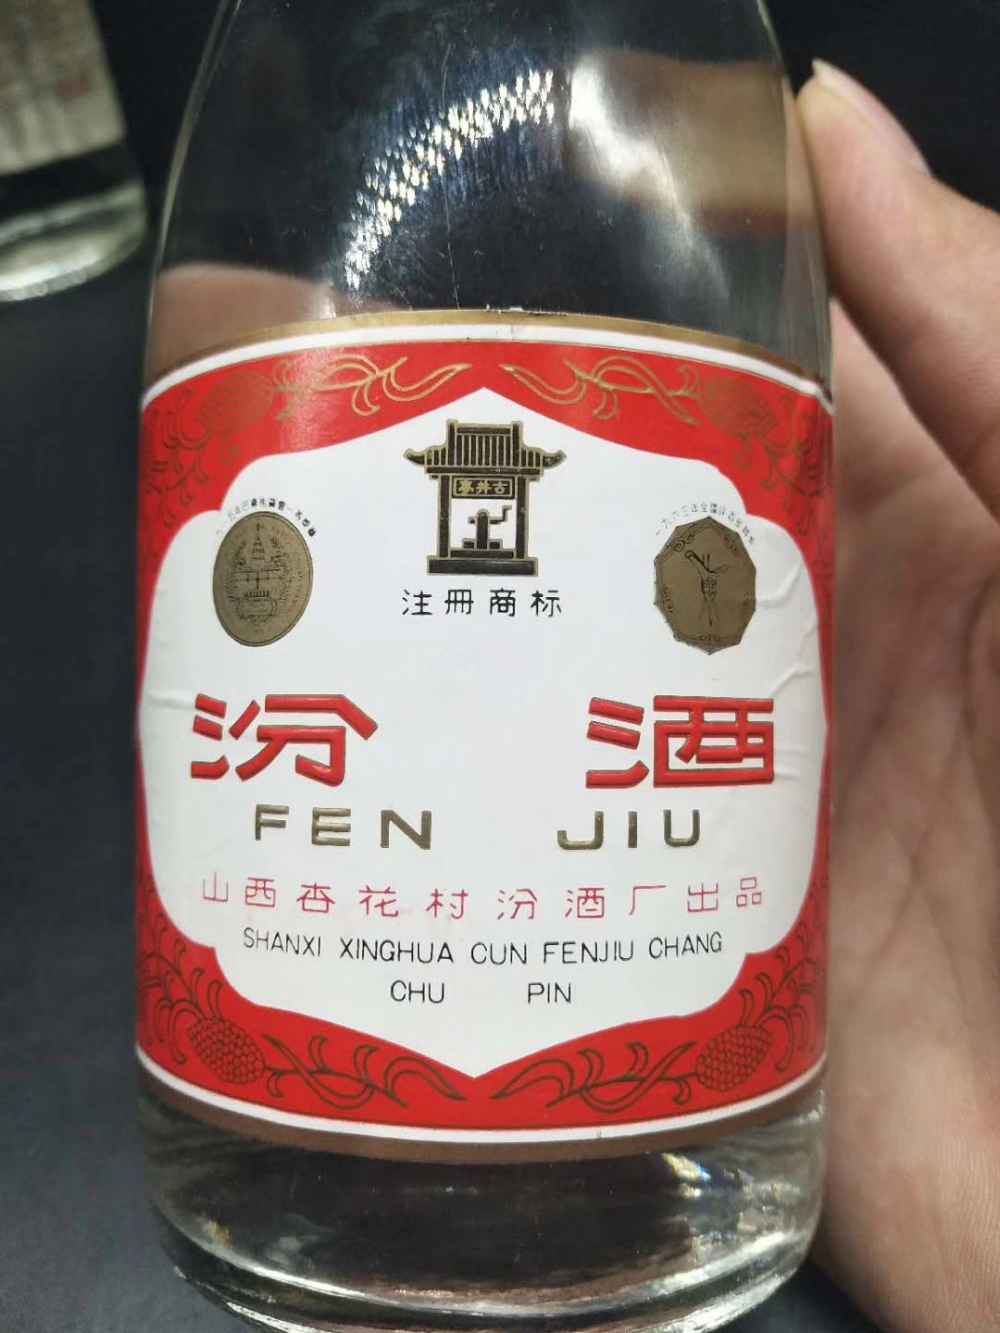 古井亭
注册商标
汾酒
FEN JIU
山西杏花村汾酒厂出品
SHANXI XINGHUA CUN FENJIU CHANG
CHU PIN